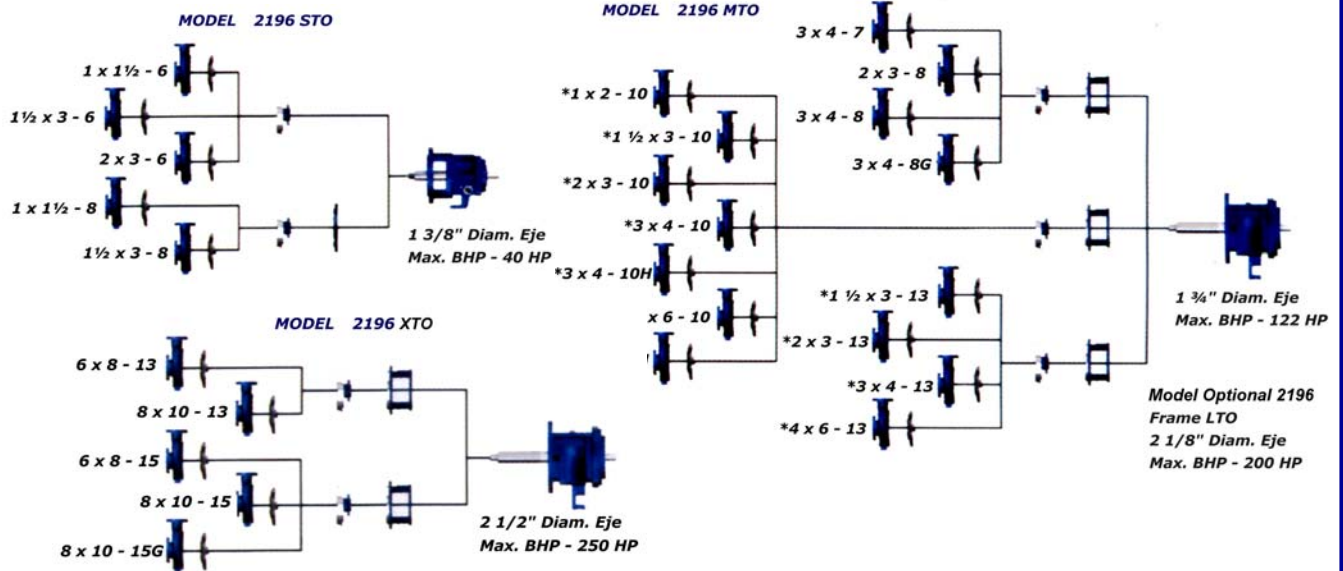 MODEL 2196 STO
1 x 1½ - 6
1½ x 3 - 6
2 x 3 - 6
1 x 1½ - 8
1½ x 3 - 8
1 3/8" Diam. Eje
Max. BHP - 40 HP
MODEL 2196 MTO
*1 x 2 - 10
*1 ½ x 3 - 10
*2 x 3 - 10
*3 x 4 - 10
*3 x 4 - 10H
x 6 - 10
3 x 4 - 7
2 x 3 - 8
3 x 4 - 8
3 x 4 - 8G
*1 ½ x 3 - 13
*2 x 3 - 13
*3 x 4 - 13
*4 x 6 - 13
1 ¾" Diam. Eje
Max. BHP - 122 HP
Model Optional 2196
Frame LTO
2 1/8" Diam. Eje
Max. BHP - 200 HP
MODEL 2196 XTO
6 x 8 - 13
8 x 10 - 13
6 x 8 - 15
8 x 10 - 15
8 x 10 - 15G
2 1/2" Diam. Eje
Max. BHP - 250 HP